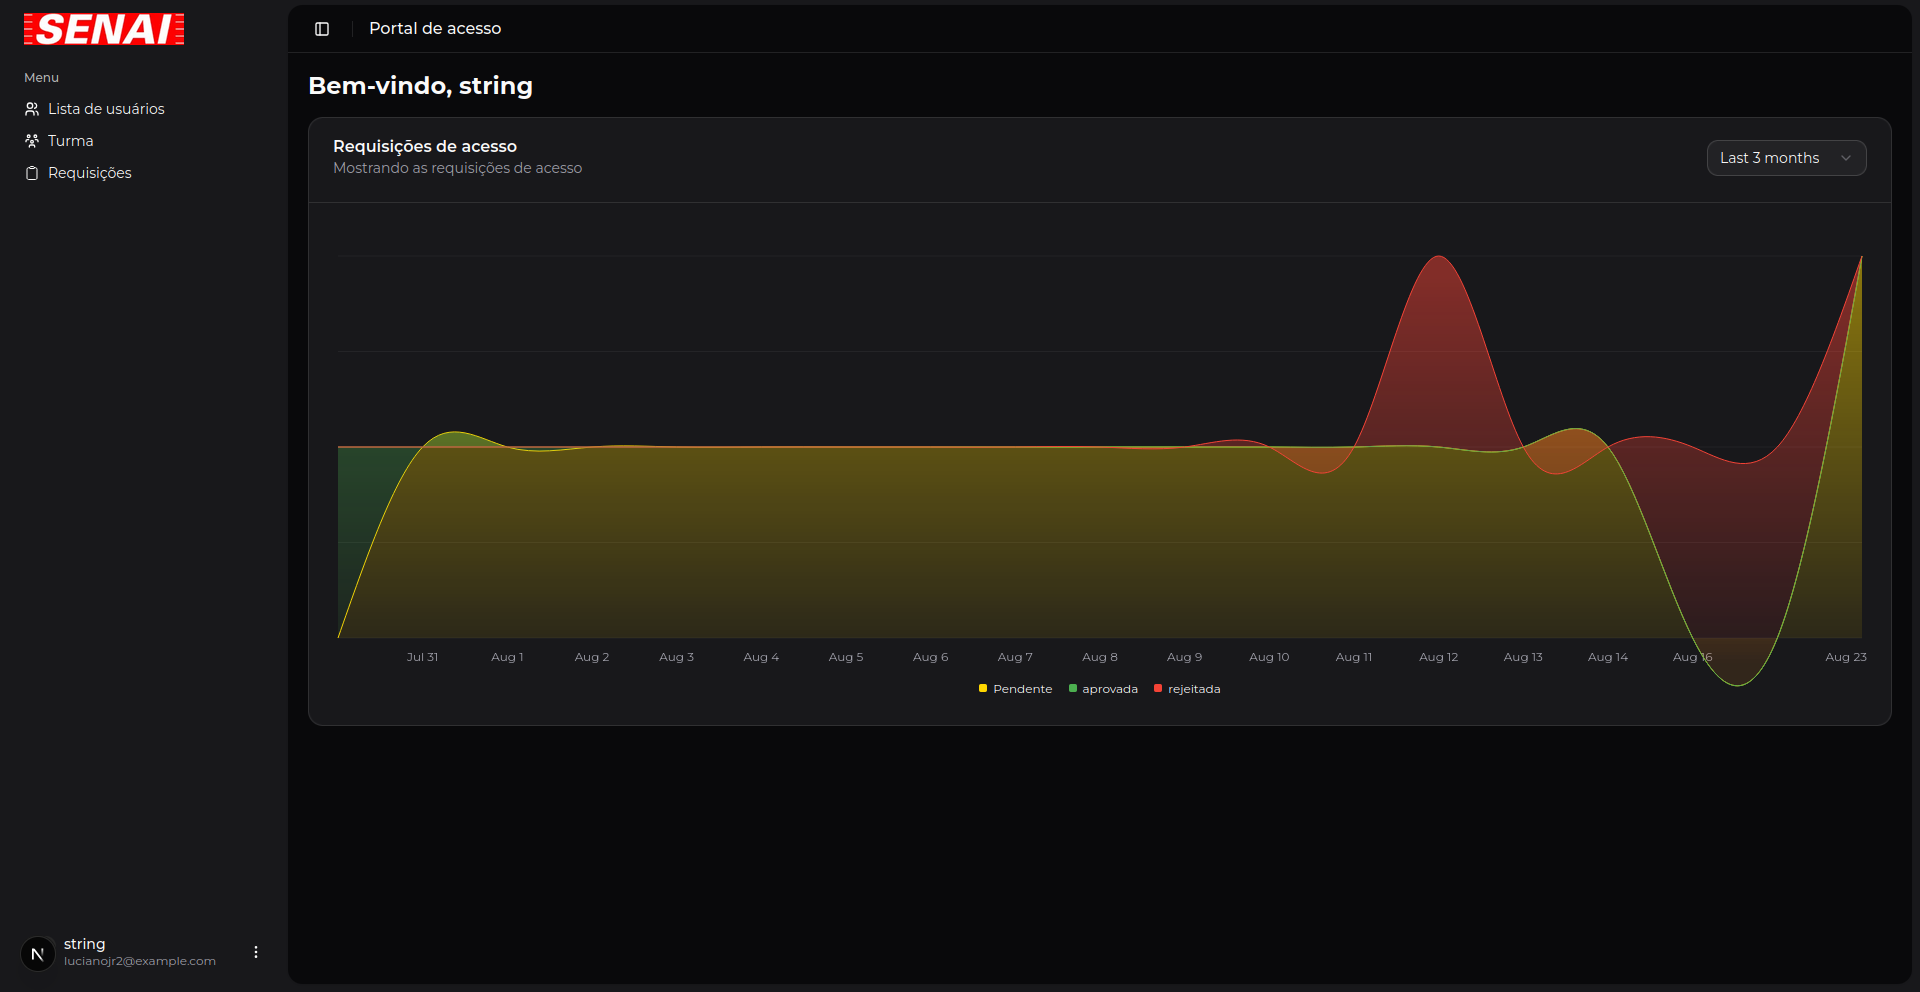 SENAI
Menu
Lista de usuários
Turma
Requisições
Portal de acesso
Bem-vindo, string
Requisições de acesso
Mostrando as requisições de acesso
Last 3 months
Jul 31 Aug 1 Aug 2 Aug 3 Aug 4 Aug 5 Aug 6 Aug 7 Aug 8 Aug 9 Aug 10 Aug 11 Aug 12 Aug 13 Aug 14 Aug 16 Aug 23
Pendente aprovada rejeitada
N
string
lucianojr2@example.com